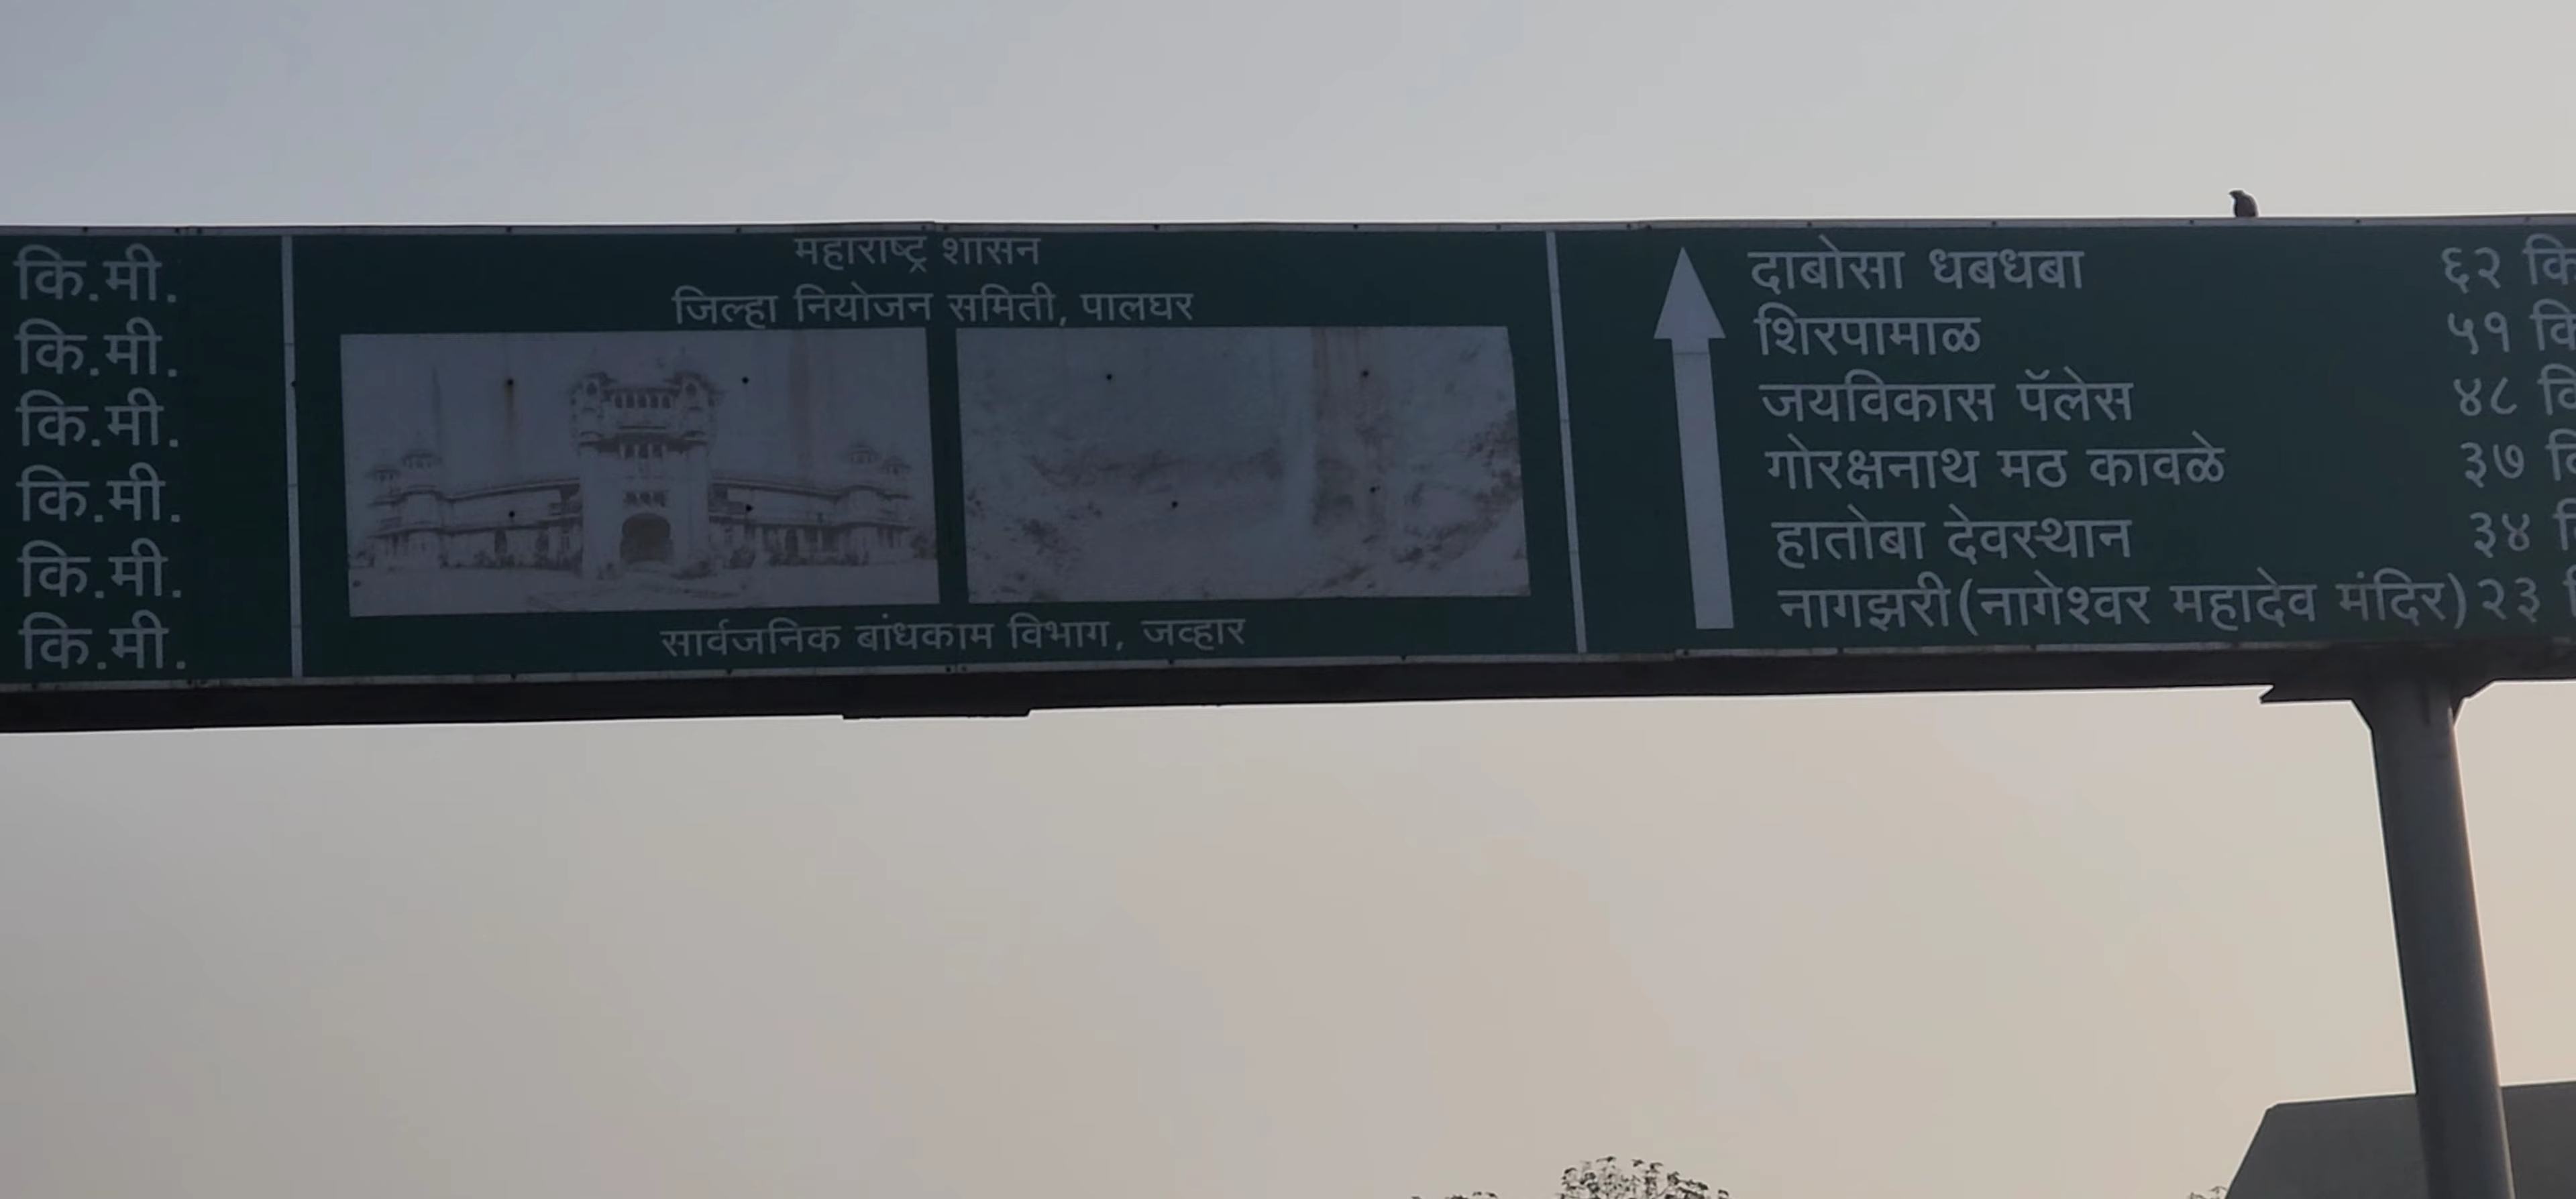 कि.मी.
कि.मी.
कि.मी.
कि.मी.
कि.मी.
कि.मी.
महाराष्ट्र शासन
जिल्हा नियोजन समिती, पालघर
सार्वजनिक बांधकाम विभाग, जव्हार
दाबोसा धबधबा ६२ कि
शिरपामाळ ५१ कि
जयविकास पॅलेस ४८ कि
गोरक्षनाथ मठ कावळे ३७
हातोबा देवस्थान ३४
नागझरी(नागेश्वर महादेव मंदिर) २३